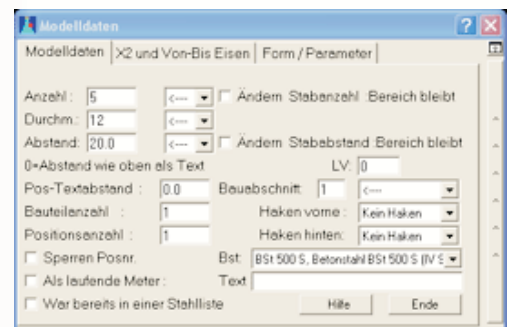 Modelldaten
Modelldaten X2 und Von-Bis Eisen Form / Parameter
Anzahl : 5 <--- Ändern Stabanzahl :Bereich bleibt
Durchm.: 12 <---
Abstand: 20.0 <--- Ändern Stababstand :Bereich bleibt
0=Abstand wie oben als Text LV: 0
Pos-Textabstand : 0.0 Bauabschnitt 1 <---
Bauteilanzahl : 1 Haken vorne : Kein Haken
Positionsanzahl : 1 Haken hinten: Kein Haken
Sperren Posnr. Bst: BSt 500 S, Betonstahl BSt 500 S (IV S
Als laufende Meter : Text
War bereits in einer Stahlliste Hilfe Ende